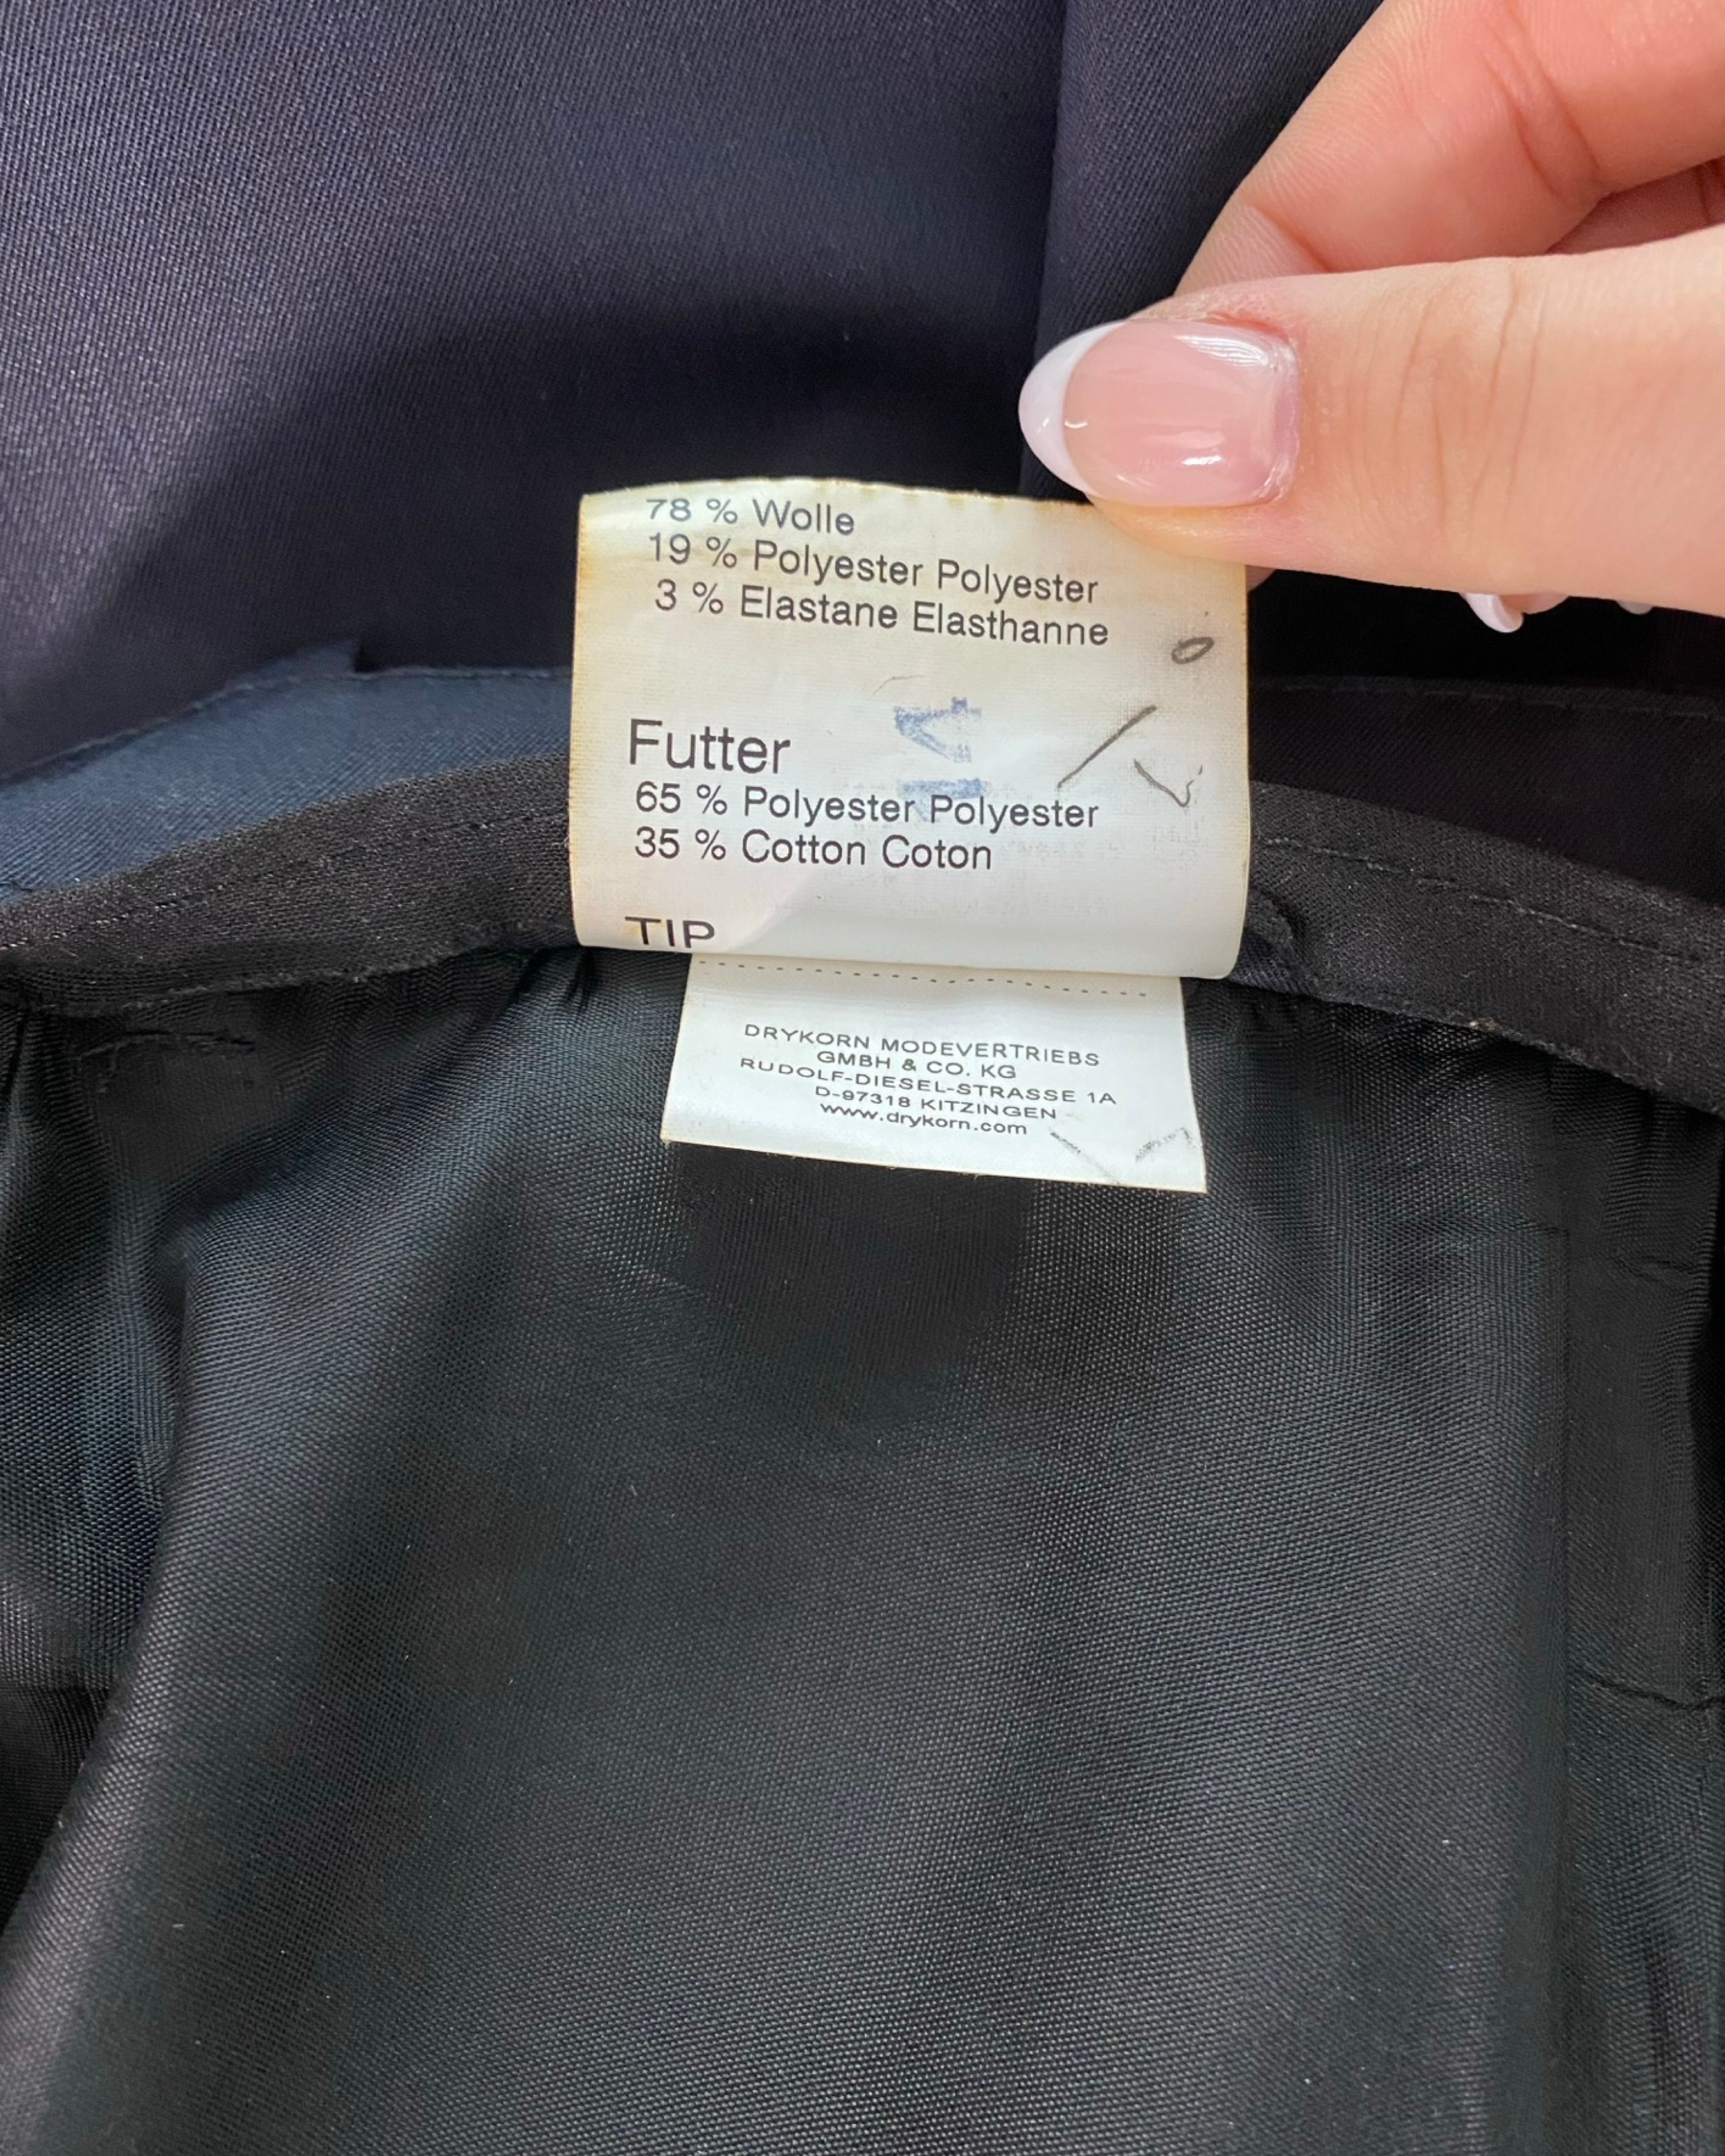 78 % Wolle
19 % Polyester Polyester
3 % Elastane Elasthanne
Futter
65 % Polyester Polyester
35 % Cotton Coton
TIP
DRYKORN MODEVERTRIEBS
GMBH & CO. KG
RUDOLF-DIESEL-STRASSE 1A
D-97318 KITZINGEN
www.drykorn.com